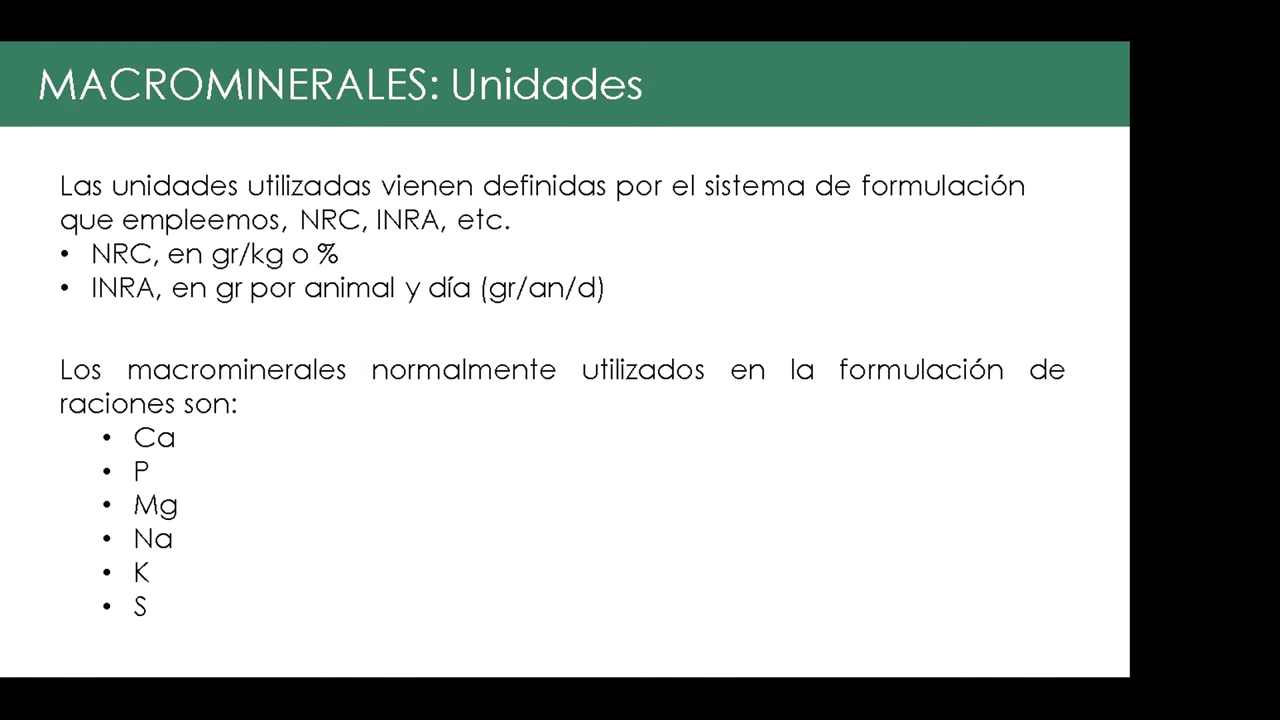 MACROMINERALES: Unidades
Las unidades utilizadas vienen definidas por el sistema de formulación
que empleemos, NRC, INRA, etc.
• NRC, en gr/kg o %
• INRA, en gr por animal y día (gr/an/d)
Los macrominerales normalmente utilizados en la formulación de
raciones son:
• Ca
• P
• Mg
• Na
• K
• S